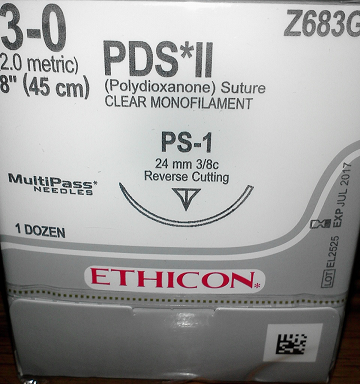 3-0
Z683G
(2.0 metric)
PDS*II
8" (45 cm)
(Polydioxanone) Suture
CLEAR MONOFILAMENT
PS-1
24 mm 3/8c
Reverse Cutting
MultiPass*
NEEDLES
1 DOZEN
EXP JUL 2017
LOT EL2525
ETHICON*